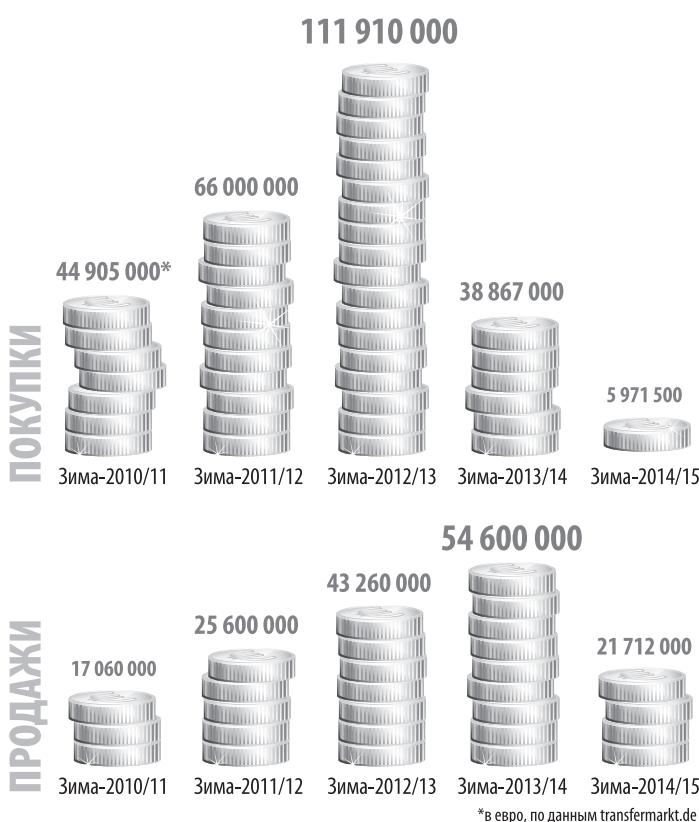 111 910 000
66 000 000
44 905 000*
38 867 000
5 971 500
ПОКУПКИ
Зима-2010/11 Зима-2011/12 Зима-2012/13 Зима-2013/14 Зима-2014/15
54 600 000
43 260 000
25 600 000
21 712 000
17 060 000
ПРОДАЖИ
Зима-2010/11 Зима-2011/12 Зима-2012/13 Зима-2013/14 Зима-2014/15
*в евро, по данным transfermarkt.de